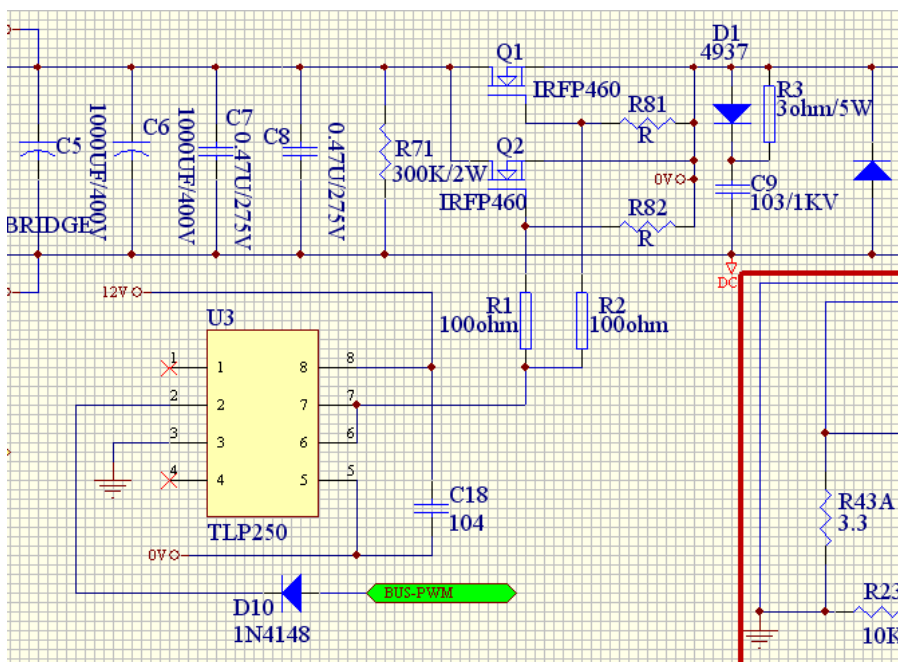 D1
4937
Q1
IRFP460
R3
3ohm/5W
R81
R
C5
C6
1000UF/400V
C7
1000UF/400V
C8
0.47U/275V
0.47U/275V
R71
300K/2W
Q2
IRFP460
0V
C9
103/1KV
R82
R
BRIDGE
DC
12V
R1
100ohm
R2
100ohm
U3
1
1
8
8
2
2
7
7
3
3
6
6
4
4
5
5
TLP250
C18
104
0V
BUS-PWM
D10
1N4148
R43A
3.3
R23
10K